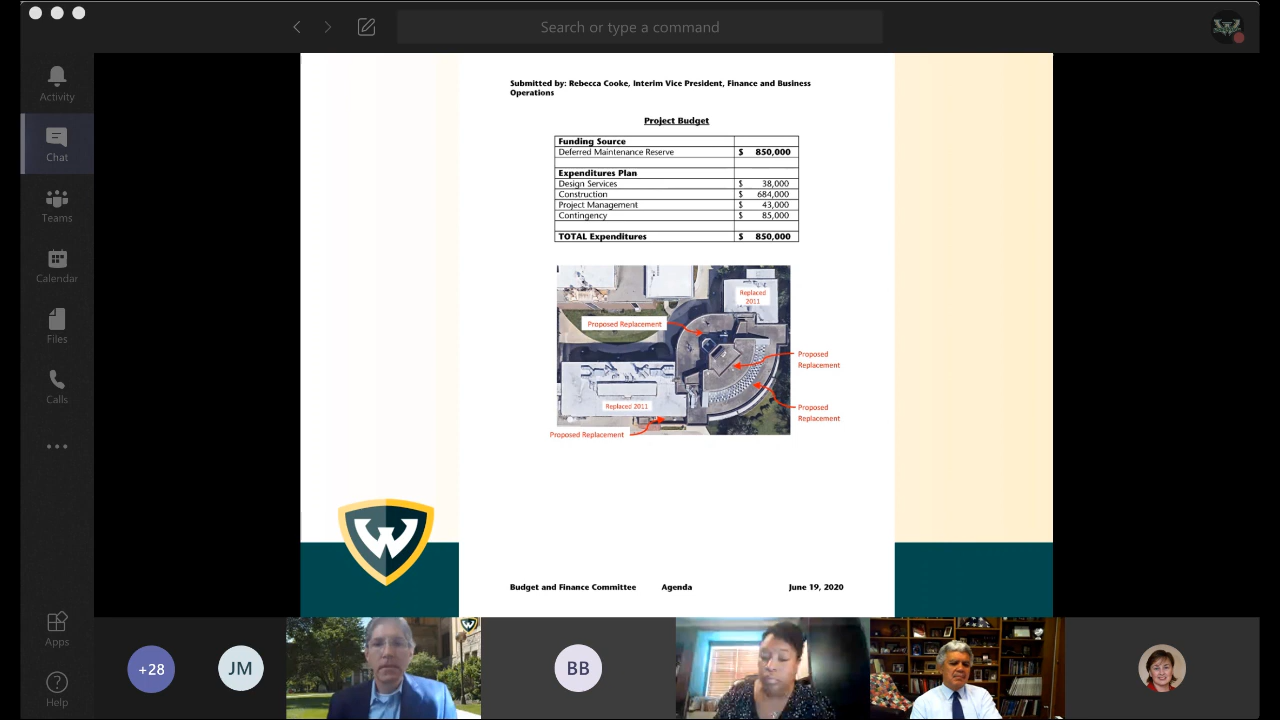 Search or type a command
Activity
Chat
Teams
Calendar
Files
Calls
Apps
Help
Submitted by: Rebecca Cooke, Interim Vice President, Finance and Business
Operations
Project Budget
Funding Source
Deferred Maintenance Reserve $ 850,000
Expenditures Plan
Design Services $ 38,000
Construction $ 684,000
Project Management $ 43,000
Contingency $ 85,000
TOTAL Expenditures $ 850,000
Replaced
2011
Proposed Replacement
Proposed
Replacement
Replaced 2011
Proposed
Replacement
Proposed Replacement
W
Budget and Finance Committee Agenda June 19, 2020
+28
JM
BB